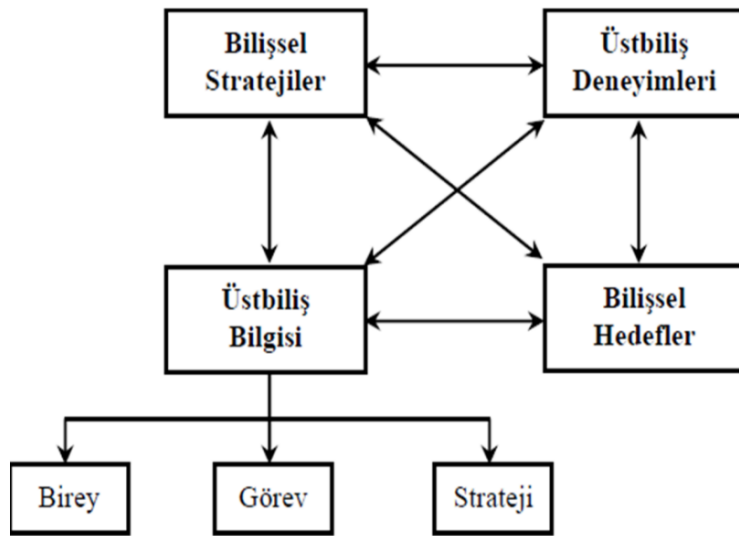 Bilişsel
Stratejiler
Üstbiliş
Deneyimleri
Üstbiliş
Bilgisi
Bilişsel
Hedefler
Birey
Görev
Strateji